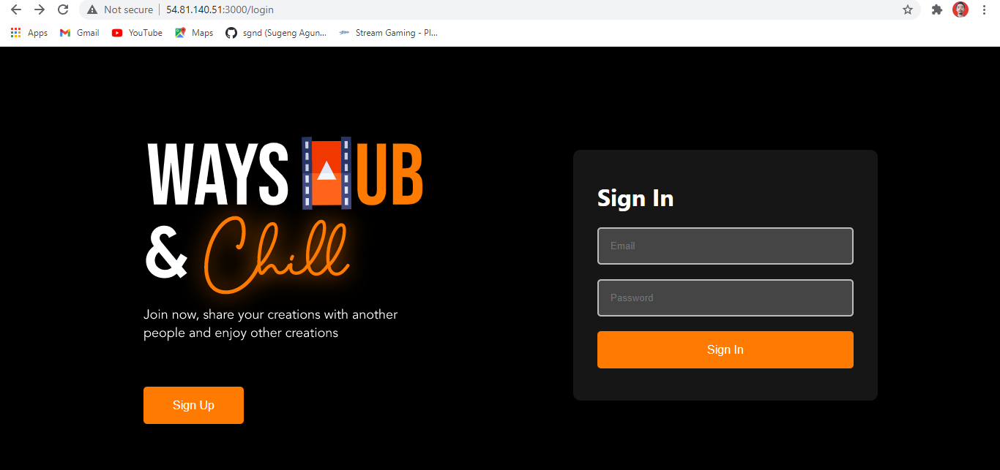 Not secure
54.81.140.51:3000/login
Apps
Gmail
YouTube
Maps
sgnd (Sugeng Agun...
Stream Gaming - Pl...
WAYS HUB
& Chill
Join now, share your creations with another
people and enjoy other creations
Sign Up
Sign In
Email
Password
Sign In